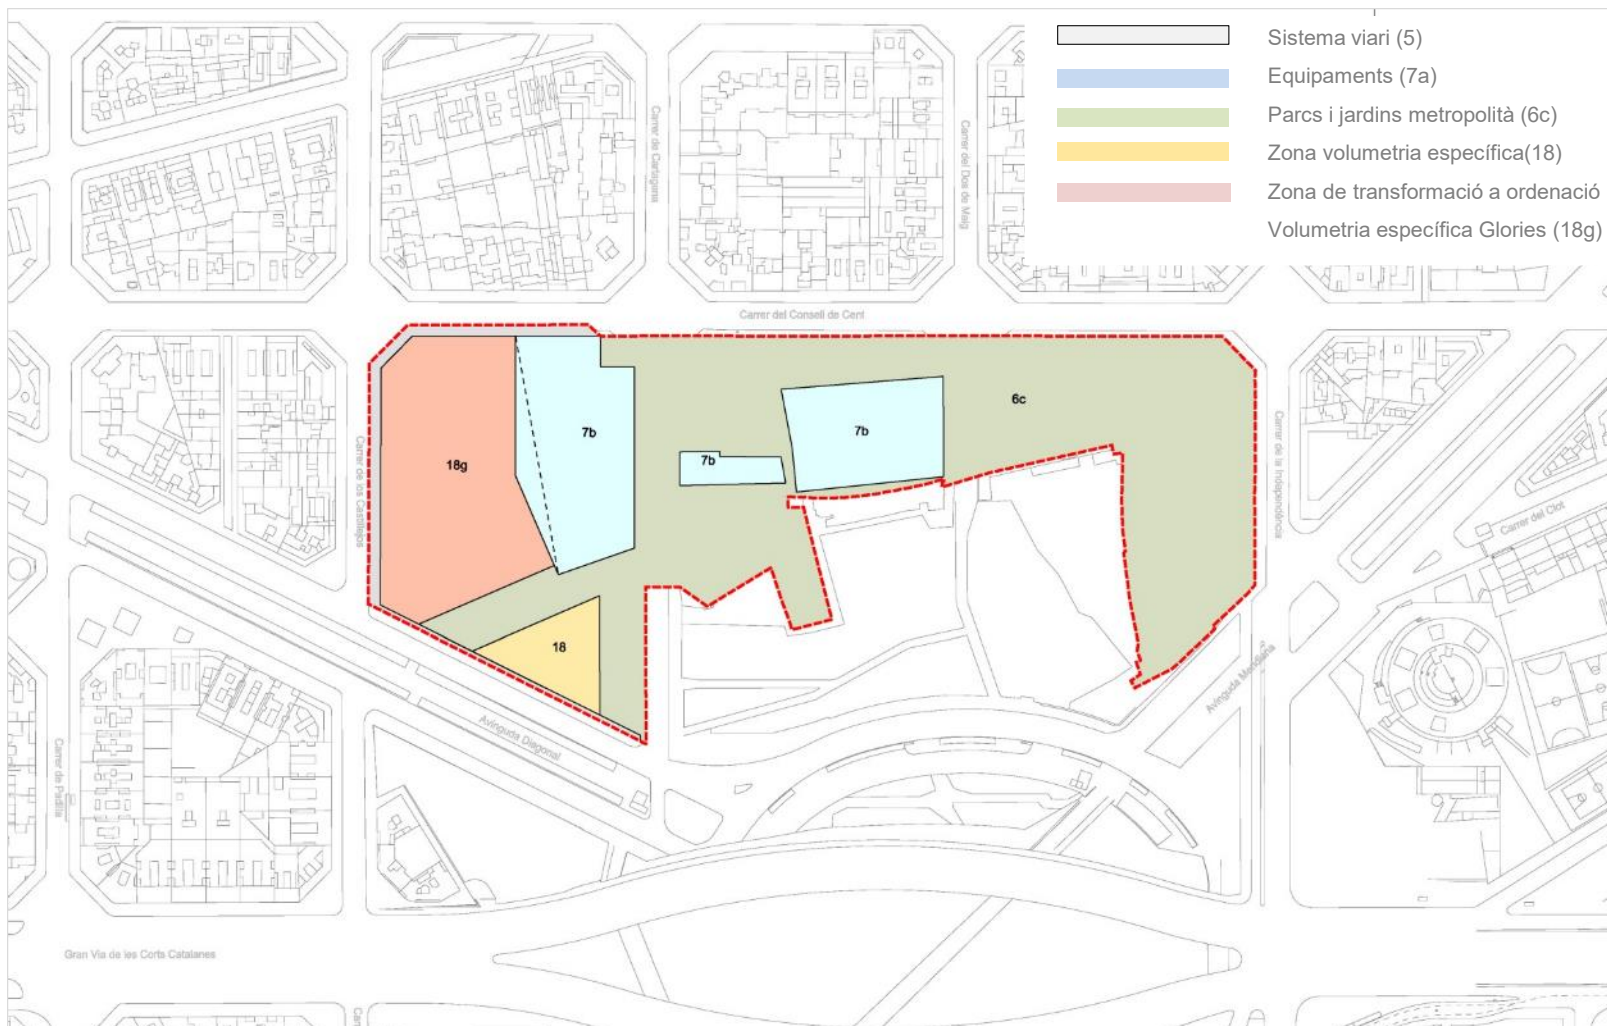 Sistema viari (5)
Equipaments (7a)
Parcs i jardins metropolità (6c)
Zona volumetria específica(18)
Zona de transformació a ordenació
Volumetria específica Glories (18g)
Carrer de Cartagena
Carrer del Dos de Maig
Carrer del Consell de Cent
6c
7b
7b
7b
18g
18
Carrer de los Castillejos
Carrer de la Independència
Carrer del Clot
Avinguda Meridiana
Avinguda Diagonal
Carrer de Padilla
Gran Via de les Corts Catalanes